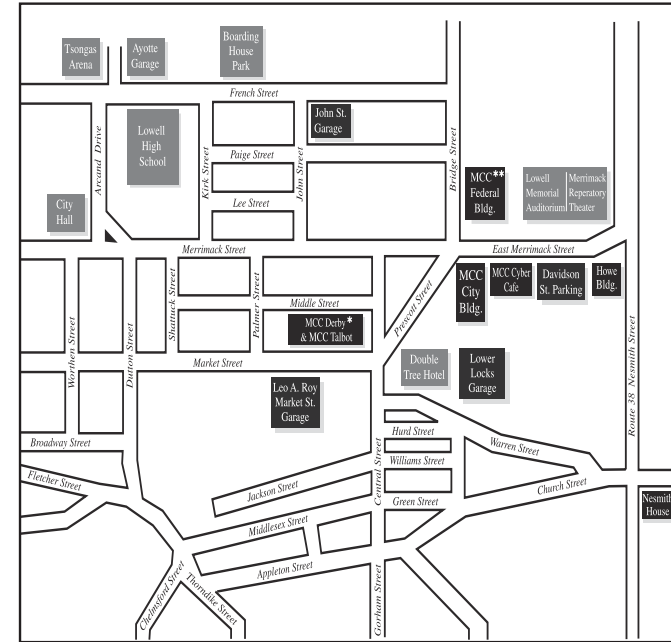 Tsongas
Arena
Ayotte
Garage
Boarding
House
Park
French Street
John St.
Garage
Lowell
High
School
Arcand Drive
Kirk Street
Paige Street
John Street
Bridge Street
Lee Street
City
Hall
MCC**
Federal
Bldg.
Lowell
Memorial
Auditorium
Merrimack
Reperatory
Theater
Merrimack Street
East Merrimack Street
MCC
City
Bldg.
MCC Cyber
Cafe
Davidson
St. Parking
Howe
Bldg.
Shattuck Street
Palmer Street
Middle Street
Prescott Street
MCC Derby*
& MCC Talbot
Worthen Street
Dutton Street
Market Street
Double
Tree Hotel
Lower
Locks
Garage
Route 38 Nesmith Street
Leo A. Roy
Market St.
Garage
Broadway Street
Hurd Street
Warren Street
Williams Street
Central Street
Fletcher Street
Jackson Street
Green Street
Church Street
Nesmith
House
Middlesex Street
Appleton Street
Chelmsford Street
Thorndike Street
Gorham Street